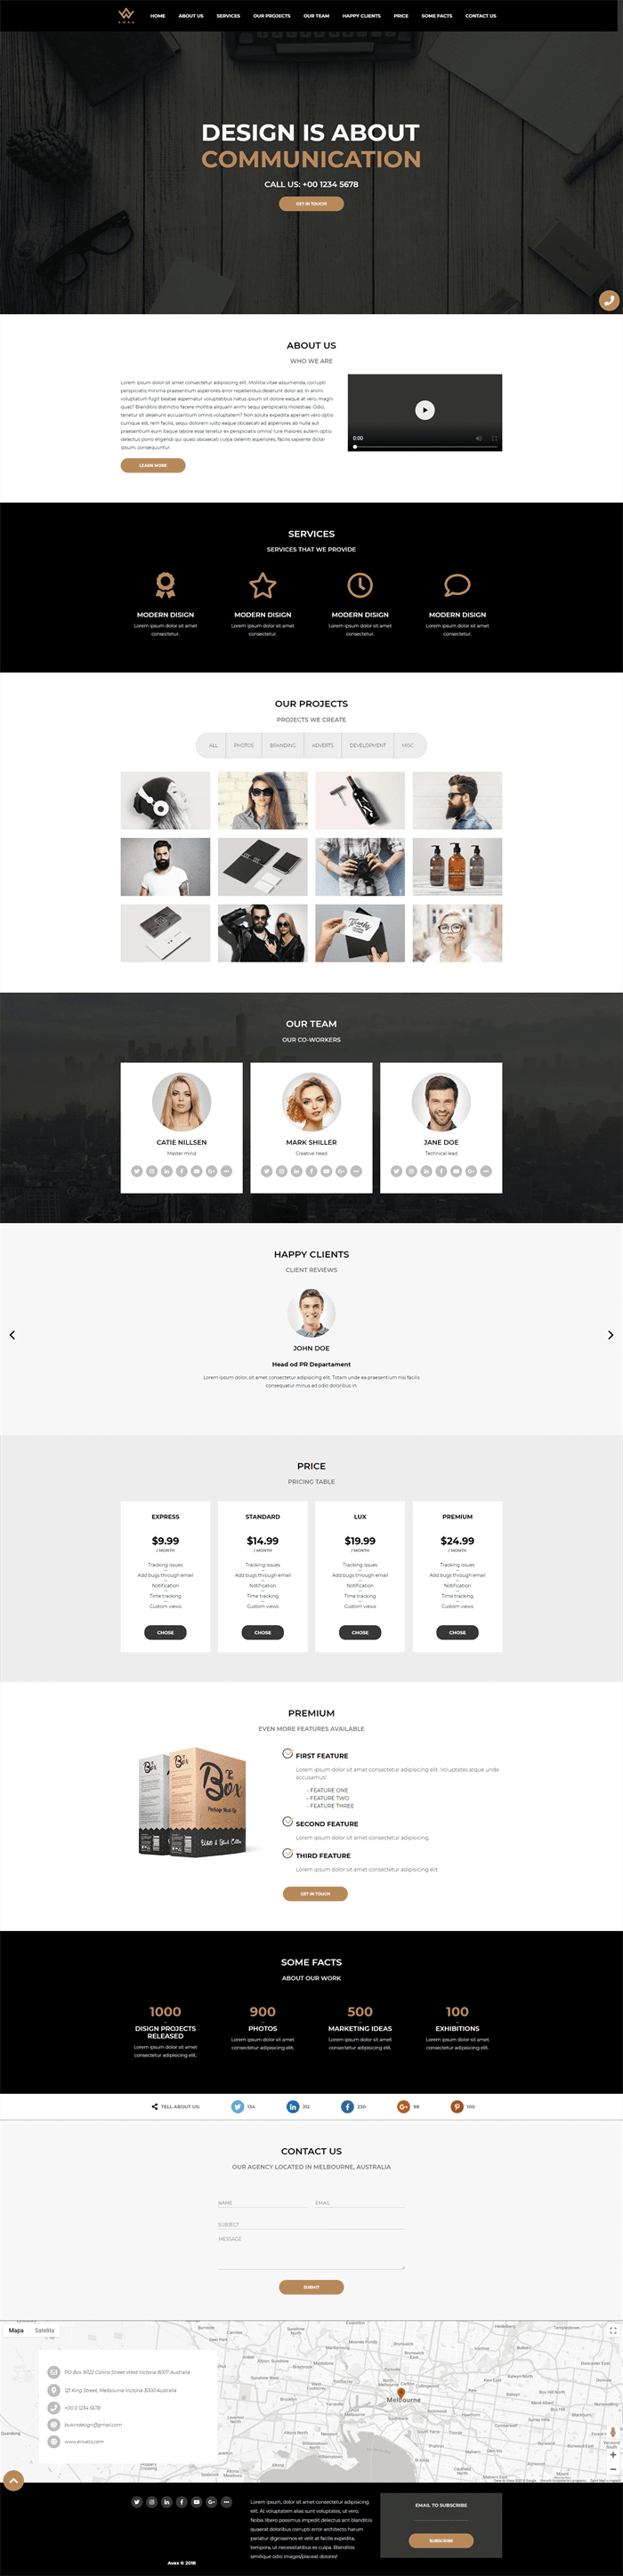 AWAX
HOME ABOUT US SERVICES OUR PROJECTS OUR TEAM HAPPY CLIENTS PRICE SOME FACTS CONTACT US
DESIGN IS ABOUT
COMMUNICATION
CALL US: +00 1234 5678
GET IN TOUCH
ABOUT US
WHO WE ARE
Lorem ipsum dolor sit amet consectetur adipisicing elit. Mollitia vitae assumenda, corrupti
perspiciatis minima praesentium asperiores error repellendus deserunt dolor ad. In animi
voluptatum fugit beatae aspernatur voluptatibus natus ipsum sit dolore eaque at vero, magni
quas? Blanditiis distinctio facere mollitia aliquam animi sequi perspiciatis molestiae. Odio,
tenetur sit deserunt accusantium omnis voluptatem? Non soluta expedita aperiam vero optio
cumque est, rem facilis, sequi dolorem iusto eaque obcaecati ad asperiores ab nulla aut
praesentium eum itaque labore esse tenetur ex perspiciatis omnis! Iure maiores autem optio
delectus porro eligendi qui quasi obcaecati culpa deleniti asperiores, facilis sapiente dicta!
ipsum, consequuntur.
LEARN MORE
0:00
SERVICES
SERVICES THAT WE PROVIDE
MODERN DISIGN MODERN DISIGN MODERN DISIGN MODERN DISIGN
Lorem ipsum dolor sit amet Lorem ipsum dolor sit amet Lorem ipsum dolor sit amet Lorem ipsum dolor sit amet
consectetur. consectetur. consectetur. consectetur.
OUR PROJECTS
PROJECTS WE CREATE
ALL PHOTOS BRANDING ADVERTS DEVELOPMENT MISC
OUR TEAM
OUR CO-WORKERS
CATIE NILLSEN MARK SHILLER JANE DOE
Master mind Creative head Technical lead
HAPPY CLIENTS
CLIENT REVIEWS
JOHN DOE
Head od PR Departament
Lorem ipsum dolor, sit amet consectetur adipisicing elit. Totam unde ea praesentium nisi facilis
consequatur minus ad odio doloribus in.
PRICE
PRICING TABLE
EXPRESS STANDARD LUX PREMIUM
$9.99 $14.99 $19.99 $24.99
/ MONTH / MONTH / MONTH / MONTH
Tracking issues Tracking issues Tracking issues Tracking issues
Add bugs through email Add bugs through email Add bugs through email Add bugs through email
Notification Notification Notification Notification
Time tracking Time tracking Time tracking Time tracking
Custom views Custom views Custom views Custom views
CHOSE CHOSE CHOSE CHOSE
PREMIUM
EVEN MORE FEATURES AVAILABLE
The Box
Package Mock Up
FIRST FEATURE
Lorem ipsum dolor sit amet consectetur adipisicing elit. Voluptates atque unde
accusamus!
- FEATURE ONE
- FEATURE TWO
- FEATURE THREE
SECOND FEATURE
Lorem ipsum dolor sit amet consectetur adipisicing.
THIRD FEATURE
Lorem ipsum dolor sit amet consectetur adipisicing elit
GET IN TOUCH
SOME FACTS
ABOUT OUR WORK
1000 900 500 100
DISIGN PROJECTS RELEASED PHOTOS MARKETING IDEAS EXHIBITIONS
Lorem ipsum dolor sit amet Lorem ipsum dolor sit amet Lorem ipsum dolor sit amet Lorem ipsum dolor sit amet
consectetur adipisicing elit. consectetur adipisicing elit. consectetur adipisicing elit. consectetur adipisicing elit.
TELL ABOUT US: 134 312 230 98 100
CONTACT US
OUR AGENCY LOCATED IN MELBOURNE, AUSTRALIA
NAME EMAIL
SUBJECT
MESSAGE
SUBMIT
Mapa Satelita
PO Box 16122 Collins Street West Victoria 8007 Australia
121 King Street, Melbourne Victoria 3000 Australia
+00 0 1234 5678
bukindesign@gmail.com
www.envato.com
Melbourne
Lorem ipsum, dolor sit amet consectetur adipisicing
elit. At voluptatem alias sunt voluptates, ut vero.
Nobis libero possimus impedit delectus sint blanditiis
quaerat doloribus corrupti error architecto harum
pariatur dignissimos et velit at facilis expedita,
tempora, ut necessitatibus ex culpa. Blanditiis
similique odio images/placeat dolores!
EMAIL TO SUBSCRIBE
SUBSCRIBE
Avax © 2018